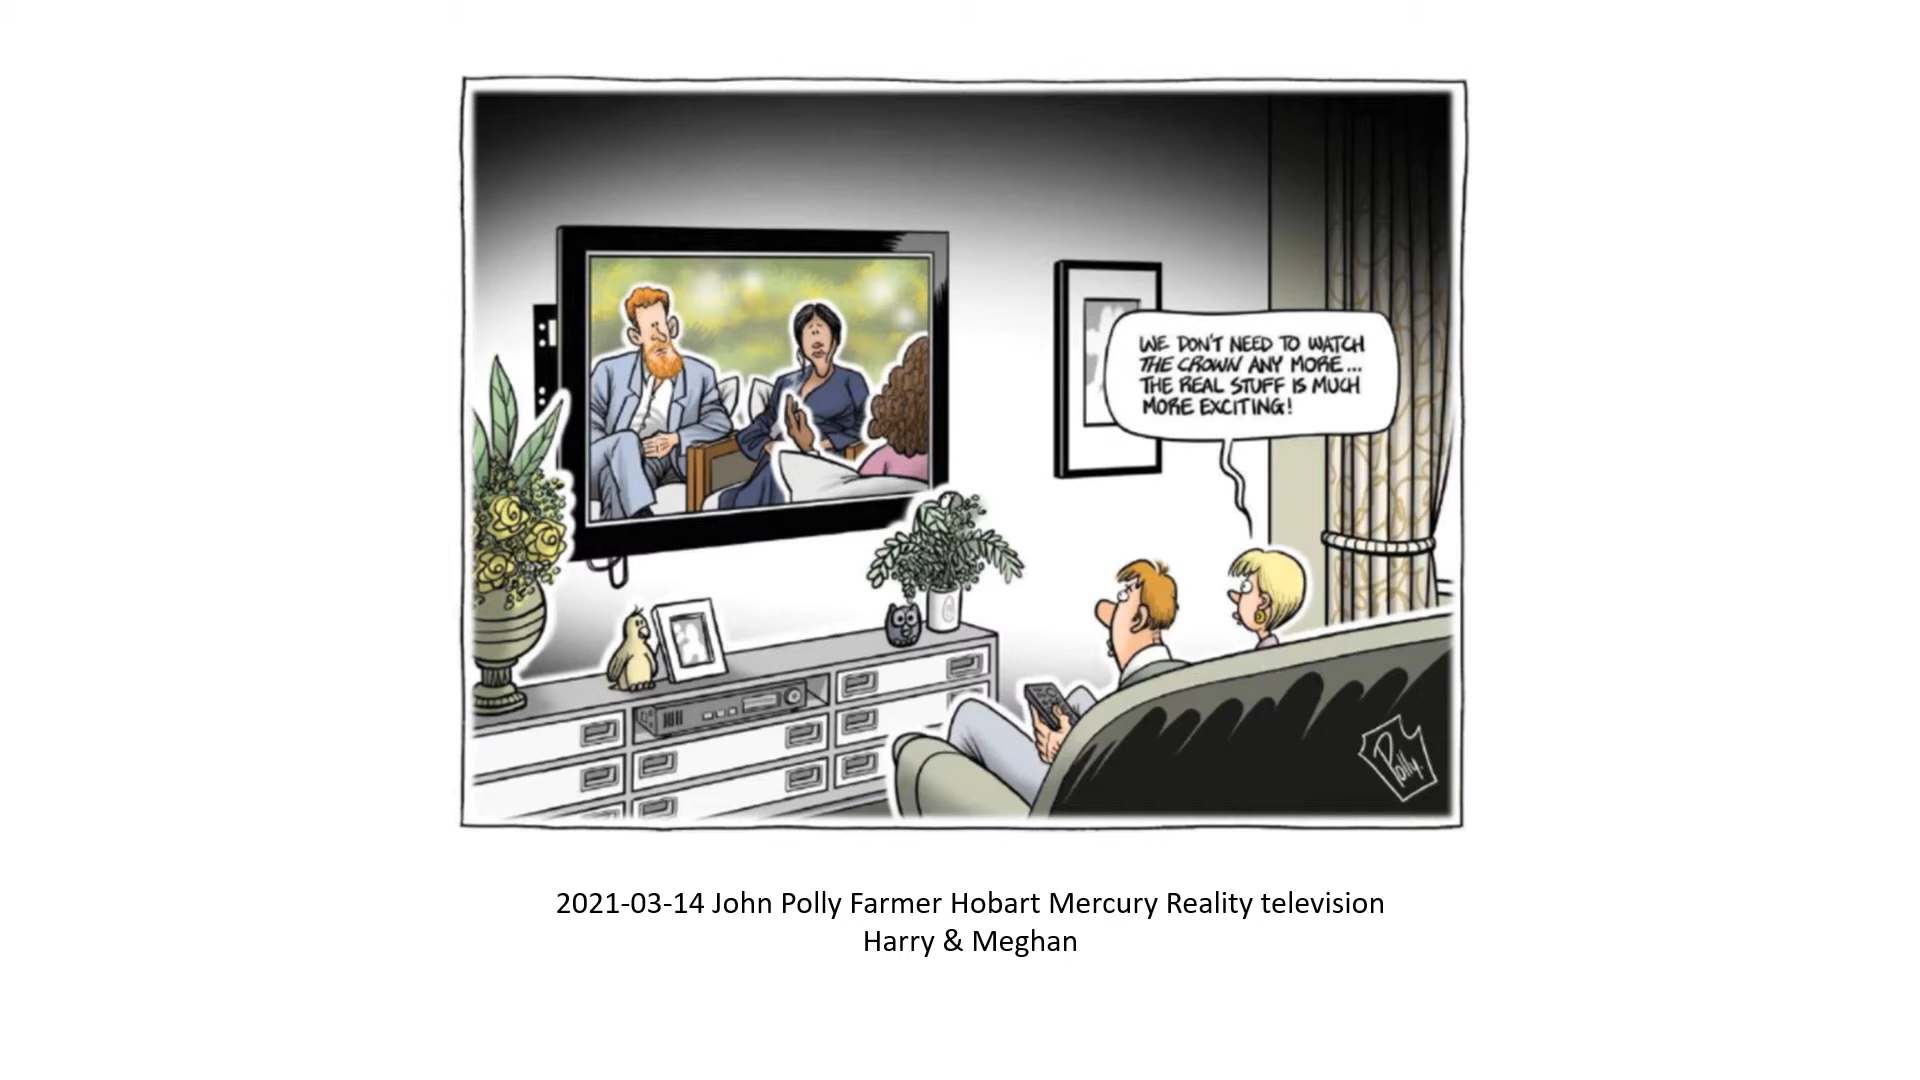 WE DON'T NEED TO WATCH
THE CROWN ANY MORE...
THE REAL STUFF IS MUCH
MORE EXCITING!
Polly.
2021-03-14 John Polly Farmer Hobart Mercury Reality television
Harry & Meghan